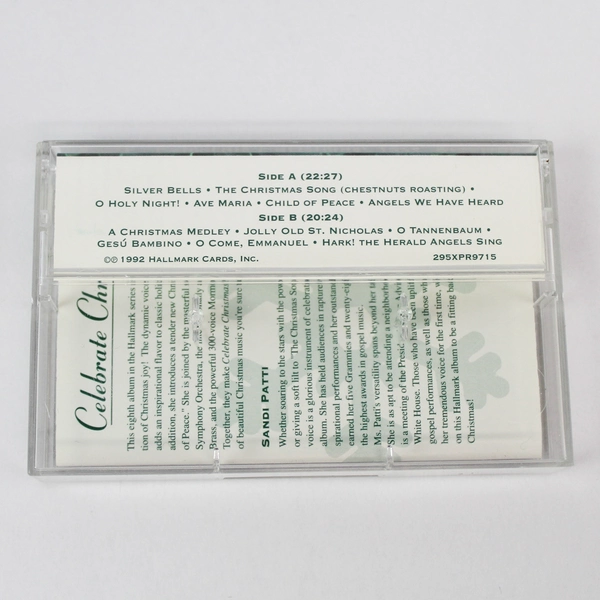 SIDE A (22:27)
SILVER BELLS • THE CHRISTMAS SONG (CHESTNUTS ROASTING) •
O HOLY NIGHT! • AVE MARIA • CHILD OF PEACE • ANGELS WE HAVE HEARD
SIDE B (20:24)
A CHRISTMAS MEDLEY • JOLLY OLD ST. NICHOLAS • O TANNENBAUM •
GESÚ BAMBINO • O COME, EMMANUEL • HARK! THE HERALD ANGELS SING
©℗ 1992 HALLMARK CARDS, INC. 295XPR9715
Celebrate Chr
This eighth album in the Hallmark series
tion of Christmas joy! The dynamic voice
adds an inspirational flavor to classic holi
addition, she introduces a tender new Chri
of Peace." She is joined by the masterful
Symphony Orchestra, the
Brass, and the powerful 300-voice Morm
Together, they make Celebrate Christmas
of beautiful Christmas music you're sure
SANDI PATTI
Whether soaring to the stars with the pow
or giving a soft lilt to "The Christmas Son
voice is a glorious instrument of celebrati
album. She has held audiences in rapture
spirational performances and her outstand
earned her five Grammies and twenty-eig
the highest awards in gospel music.
Ms. Patti's versatility spans beyond her
"She is as apt to be attending a neighborho
is a meeting of the Presid
White House. Those who have been uplift
gospel performances, as well as those wh
her tremendous voice for the first time, w
on this Hallmark album to be a fitting
Christmas!